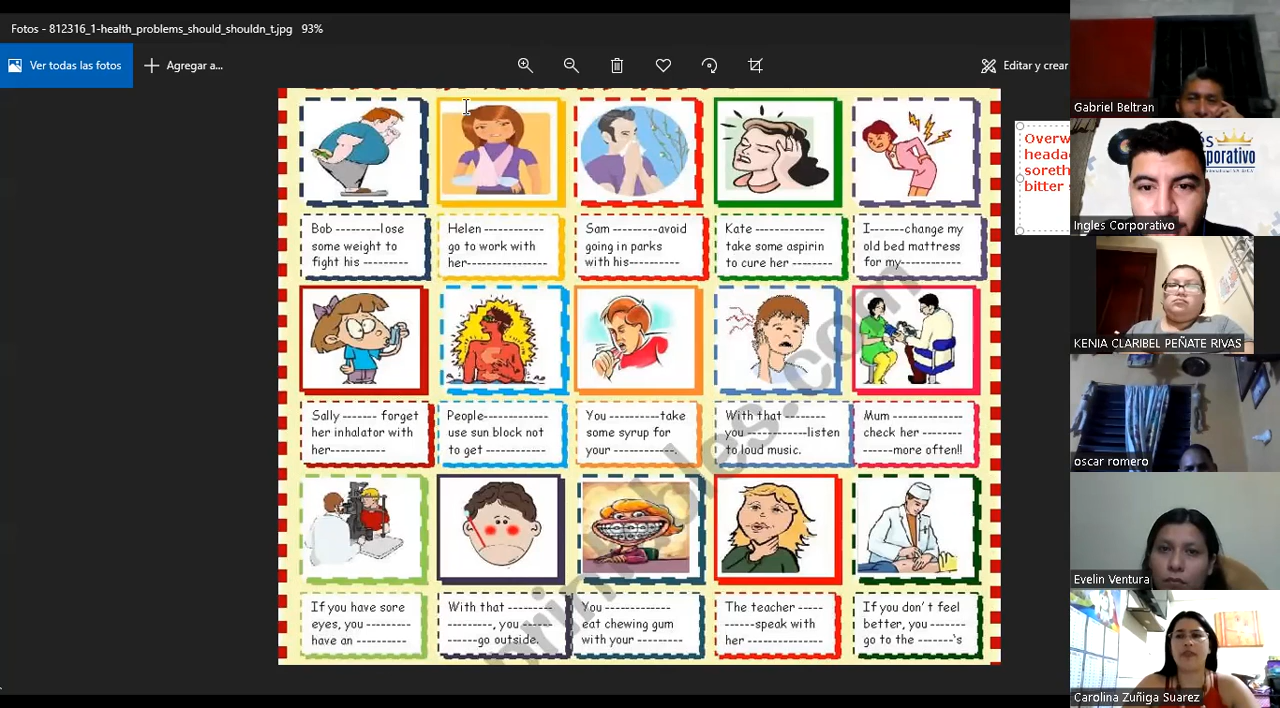 Fotos - 812316_1-health_problems_should_shouldn_t.jpg 93%
Ver todas las fotos
Agregar a...
Editar y crear
Bob ---------lose
some weight to
fight his ---------
Helen ------------
go to work with
her----------------
Sam ---------avoid
going in parks
with his----------
Kate --------------
take some aspirin
to cure her --------
I-------change my
old bed mattress
for my------------
Sally ------ forget
her inhalator with
her-----------
People-------------
use sun block not
to get ------------
You ----------take
some syrup for
your ------------
With that --------
you ------------listen
to loud music.
Mum --------------
check her --------
------more often!!
If you have sore
eyes, you ---------
have an ----------
With that ---------
---------, you ------
------go outside.
You -------------
eat chewing gum
with your ---------
The teacher -----
------speak with
her ---------------
If you don't feel
better, you -------
go to the -------'s
Overw
heada
soreth
bitter
Gabriel Beltran
és
rporativo
Ingles Corporativo
KENIA CLARIBEL PEÑATE RIVAS
oscar romero
Evelin Ventura
Carolina Zuñiga Suarez